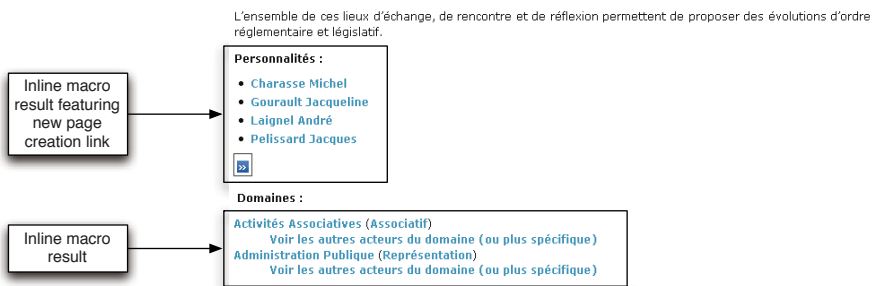 L'ensemble de ces lieux d'échange, de rencontre et de réflexion permettent de proposer des évolutions d'ordre
réglementaire et législatif.
Personnalités :
• Charasse Michel
• Gourault Jacqueline
• Laignel André
• Pelissard Jacques
»
Inline macro
result featuring
new page
creation link
Domaines :
Activités Associatives (Associatif)
Voir les autres acteurs du domaine (ou plus spécifique)
Administration Publique (Représentation)
Voir les autres acteurs du domaine (ou plus spécifique)
Inline macro
result